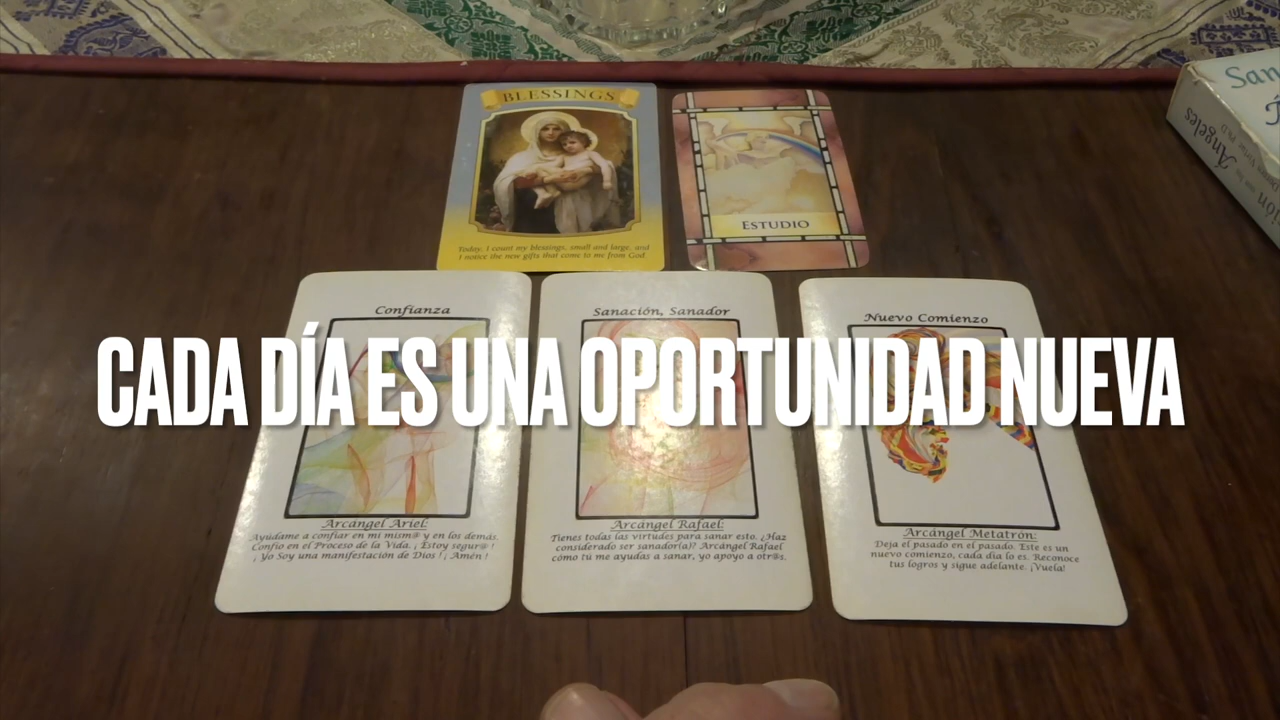 BLESSINGS
Today, I count my blessings, small and large, and
I notice the new gifts that come to me from God.
ESTUDIO
San
Ángeles
Confianza
Sanación, Sanador
Nuevo Comienzo
CADA DÍA ES UNA OPORTUNIDAD NUEVA
Arcángel Ariel:
Ayúdame a confiar en mi mism@ y en los demás.
Confío en el Proceso de la Vida. ¡ Estoy segur@ !
¡ Yo Soy una manifestación de Dios ! ¡ Amén !
Arcángel Rafael:
Tienes todas las virtudes para sanar esto. ¿Haz
considerado ser sanador(a)? Arcángel Rafael
cómo tú me ayudas a sanar, yo apoyo a otr@s.
Arcángel Metatrón:
Deja el pasado en el pasado. Este es un
nuevo comienzo, cada día lo es. Reconoce
tus logros y sigue adelante. ¡Vuela!